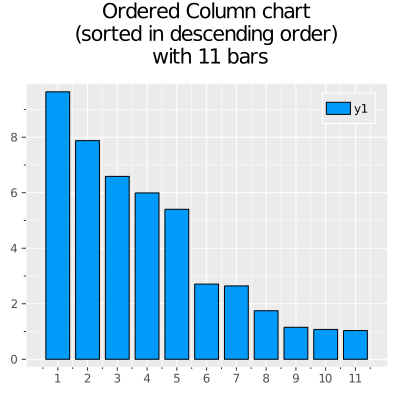 Ordered Column chart
(sorted in descending order)
with 11 bars
y1
8
6
4
2
0
1 2 3 4 5 6 7 8 9 10 11